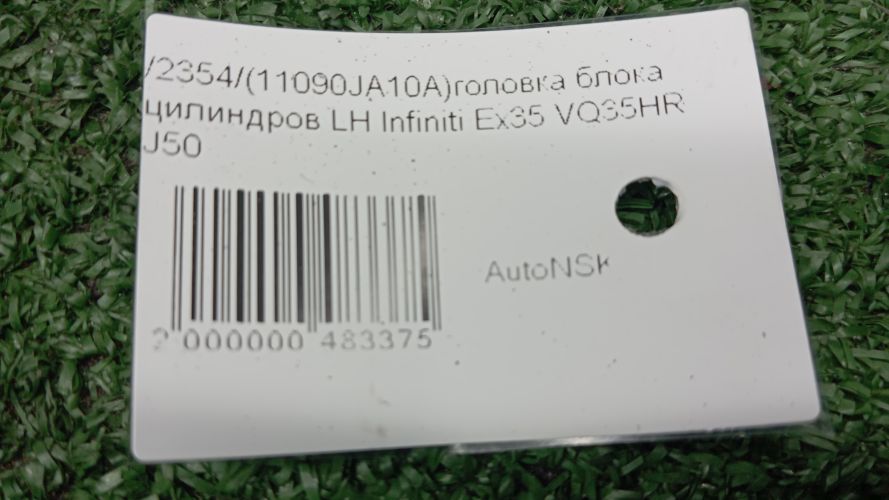 /2354/(11090JA10A)головка блока
цилиндров LH Infiniti Ex35 VQ35HR
J50
AutoNSK
2 000000 483375